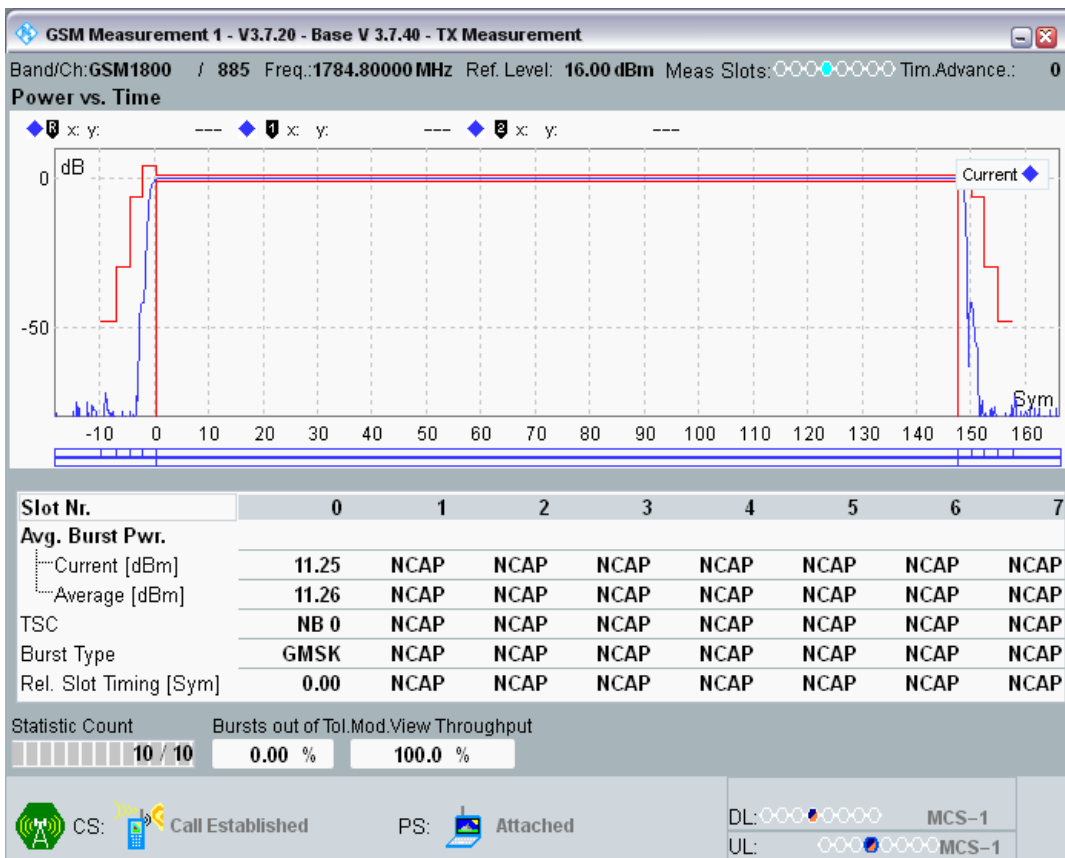 GSM Measurement 1 - V3.7.20 - Base V 3.7.40 - TX Measurement
Band/Ch:GSM1800 / 885 Freq.:1784.80000 MHz Ref. Level: 16.00 dBm Meas Slots: Tim.Advance.: 0
Power vs. Time
R x: y: --- 1 x: y: --- 2 x: y: ---
dB
0
Current
-50
Sym
-10 0 10 20 30 40 50 60 70 80 90 100 110 120 130 140 150 160
Slot Nr. 0 1 2 3 4 5 6 7
Avg. Burst Pwr.
Current [dBm] 11.25 NCAP NCAP NCAP NCAP NCAP NCAP NCAP
Average [dBm] 11.26 NCAP NCAP NCAP NCAP NCAP NCAP NCAP
TSC NB 0 NCAP NCAP NCAP NCAP NCAP NCAP NCAP
Burst Type GMSK NCAP NCAP NCAP NCAP NCAP NCAP NCAP
Rel. Slot Timing [Sym] 0.00 NCAP NCAP NCAP NCAP NCAP NCAP NCAP
Statistic Count Bursts out of Tol.Mod.View Throughput
10 / 10 0.00 % 100.0 %
CS: Call Established PS: Attached DL: MCS-1
UL: MCS-1